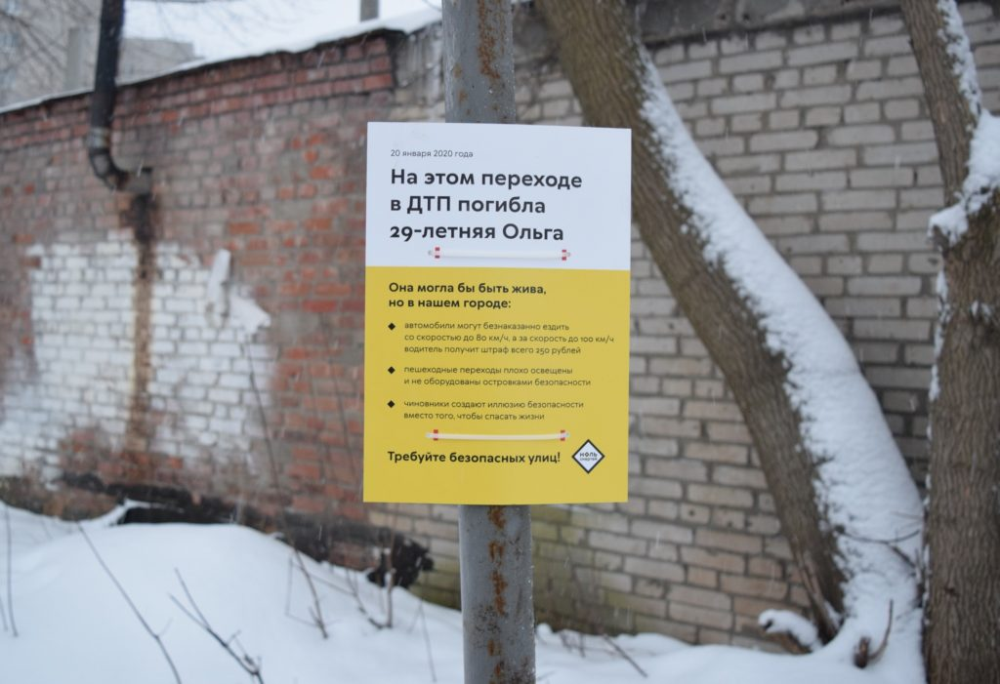 20 января 2020 года
На этом переходе
в ДТП погибла
29-летняя Ольга
Она могла бы быть жива,
но в нашем городе:
автомобили могут безнаказанно ездить
со скоростью до 80 км/ч, а за скорость до 100 км/ч
водитель получит штраф всего 250 рублей
пешеходные переходы плохо освещены
и не оборудованы островками безопасности
чиновники создают иллюзию безопасности
вместо того, чтобы спасать жизни
Требуйте безопасных улиц!
НОЛЬ
СМЕРТЕЙ